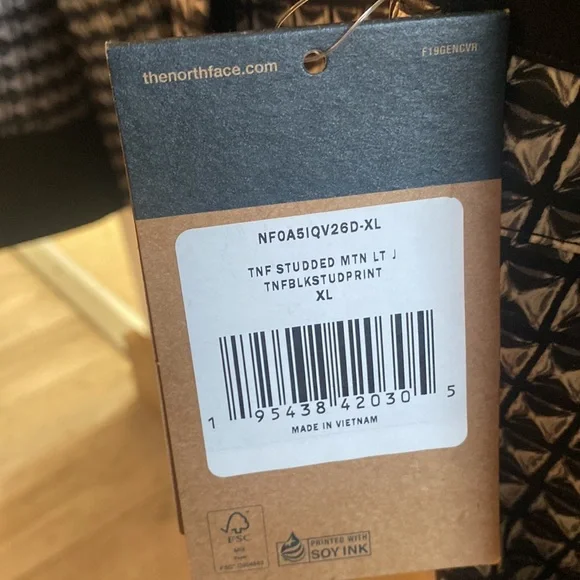 thenorthface.com
F19GENCVR
NF0A5IQV26D-XL
TNF STUDDED MTN LT J
TNFBLKSTUDPRINT
XL
1 95438 42030 5
MADE IN VIETNAM
FSC
PRINTED WITH
SOY INK